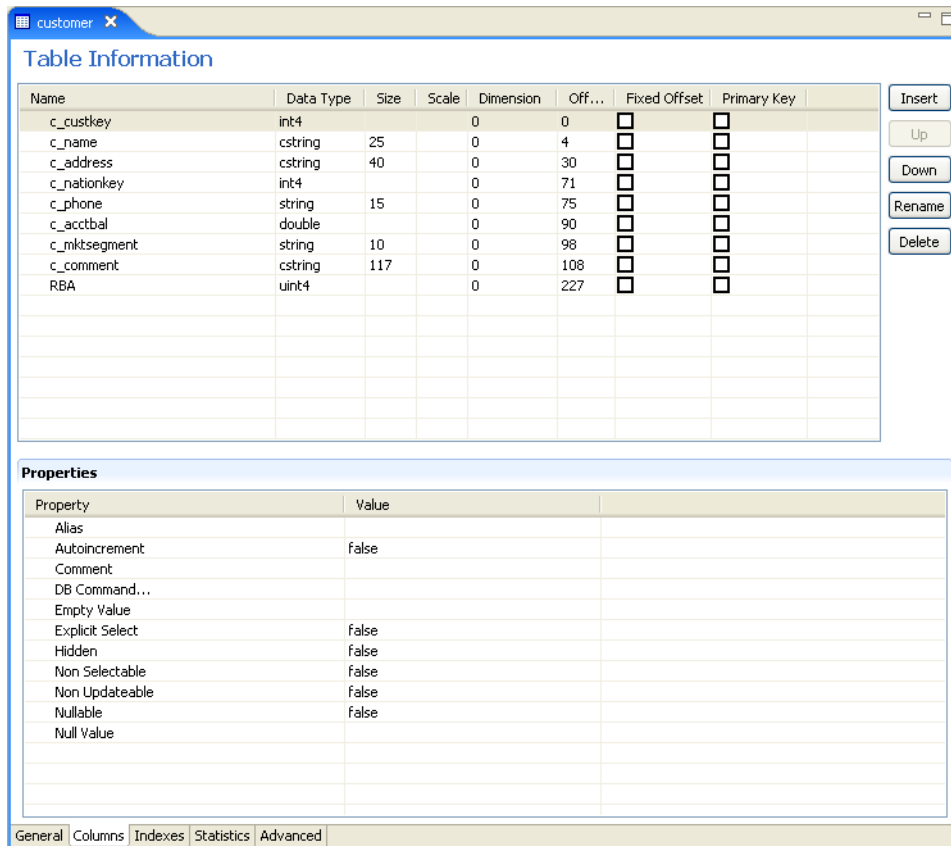 customer
Table Information
Name Data Type Size Scale Dimension Off... Fixed Offset Primary Key
c_custkey int4 0 0
c_name cstring 25 0 4
c_address cstring 40 0 30
c_nationkey int4 0 71
c_phone string 15 0 75
c_acctbal double 0 90
c_mktsegment string 10 0 98
c_comment cstring 117 0 108
RBA uint4 0 227
Insert
Up
Down
Rename
Delete
Properties
Property Value
Alias
Autoincrement false
Comment
DB Command...
Empty Value
Explicit Select false
Hidden false
Non Selectable false
Non Updateable false
Nullable false
Null Value
General Columns Indexes Statistics Advanced